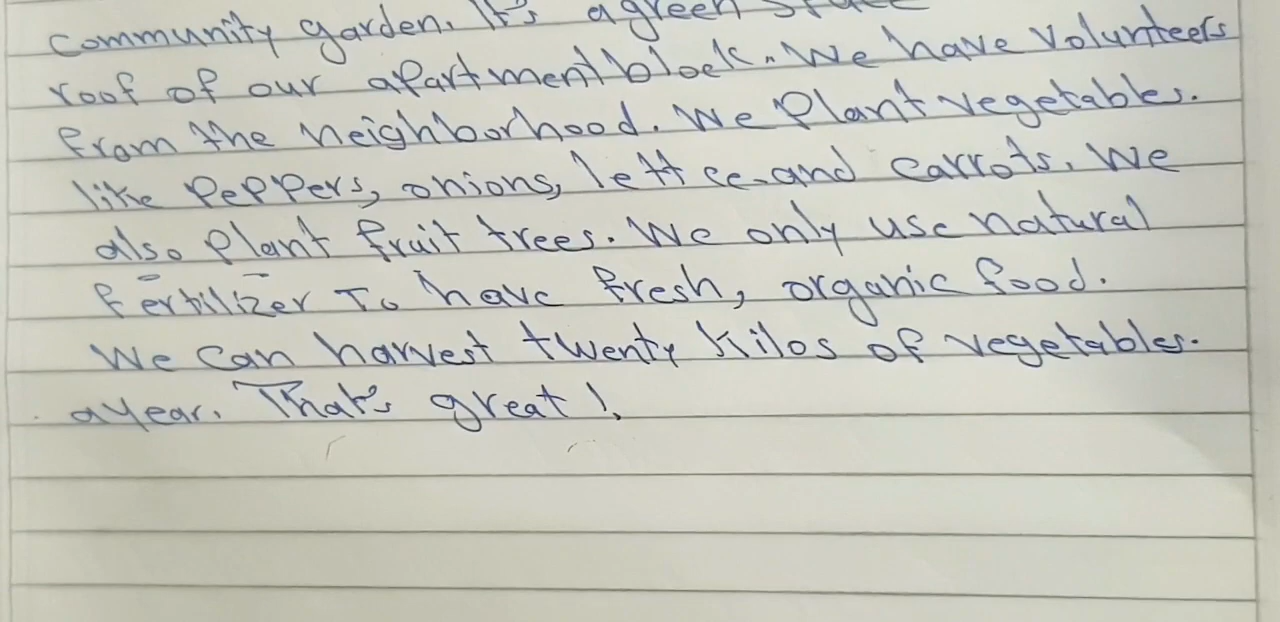 community garden. It's a green space
roof of our apartment block. We have volunteers
from the neighborhood. We plant vegetables.
like peppers, onions, lettce and carrots. We
also plant fruit trees. We only use natural
fertilizer to have fresh, organic food.
We can harvest twenty kilos of vegetables.
a year. That's great!